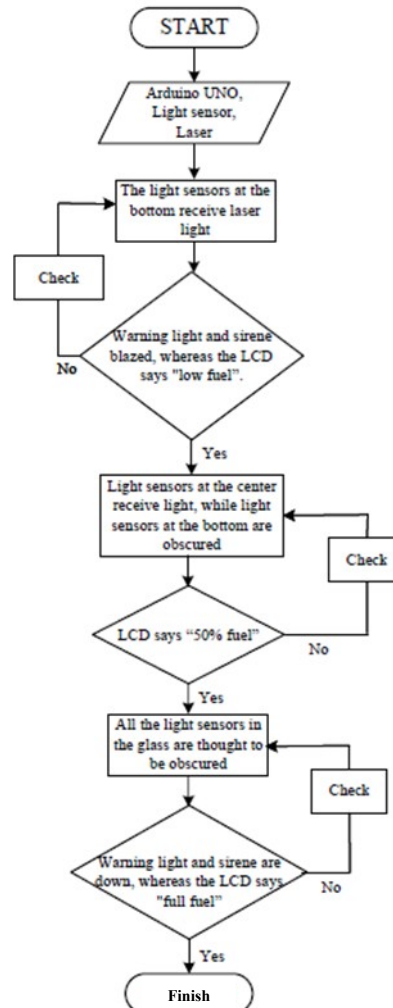 START
Arduino UNO,
Light sensor,
Laser
The light sensors at the
bottom receive laser
light
Check
Warning light and sirene
blazed, whereas the LCD
says "low fuel".
No
Yes
Light sensors at the center
receive light, while light
sensors at the bottom are
obscured
Check
LCD says “50% fuel”
No
Yes
All the light sensors in
the glass are thought to
be obscured
Check
Warning light and sirene are
down, whereas the LCD says
"full fuel”
No
Yes
Finish